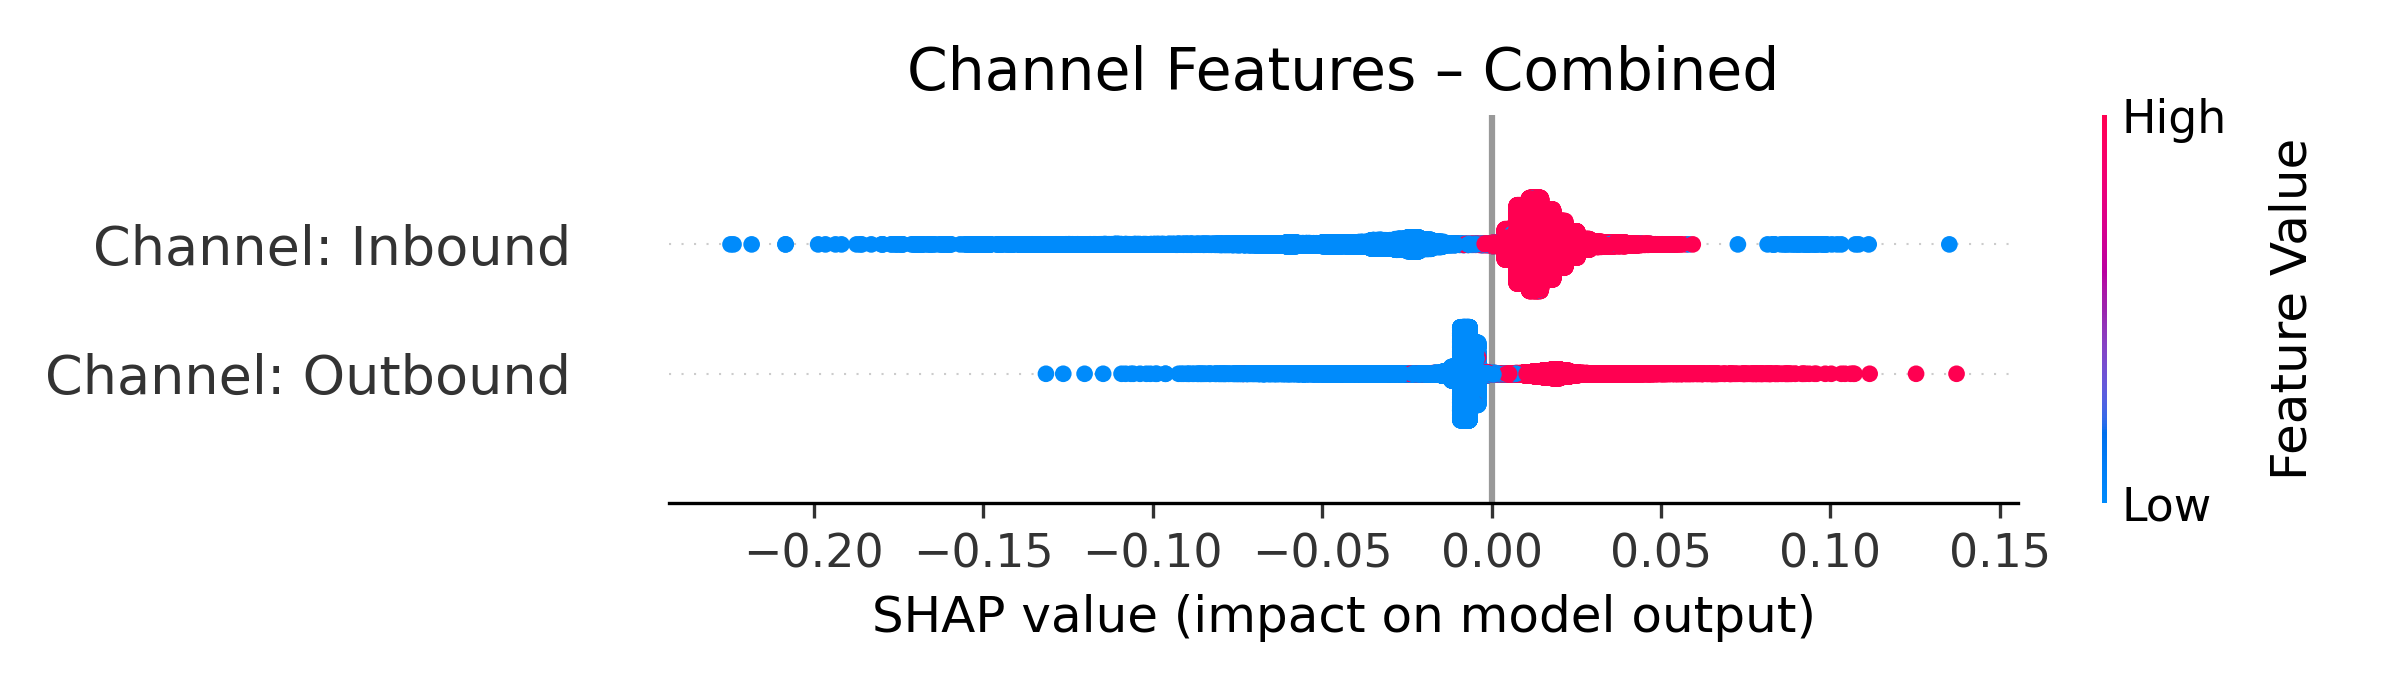 Channel Features – Combined
High
Channel: Inbound
Channel: Outbound
Feature Value
Low
−0.20 −0.15 −0.10 −0.05 0.00 0.05 0.10 0.15
SHAP value (impact on model output)